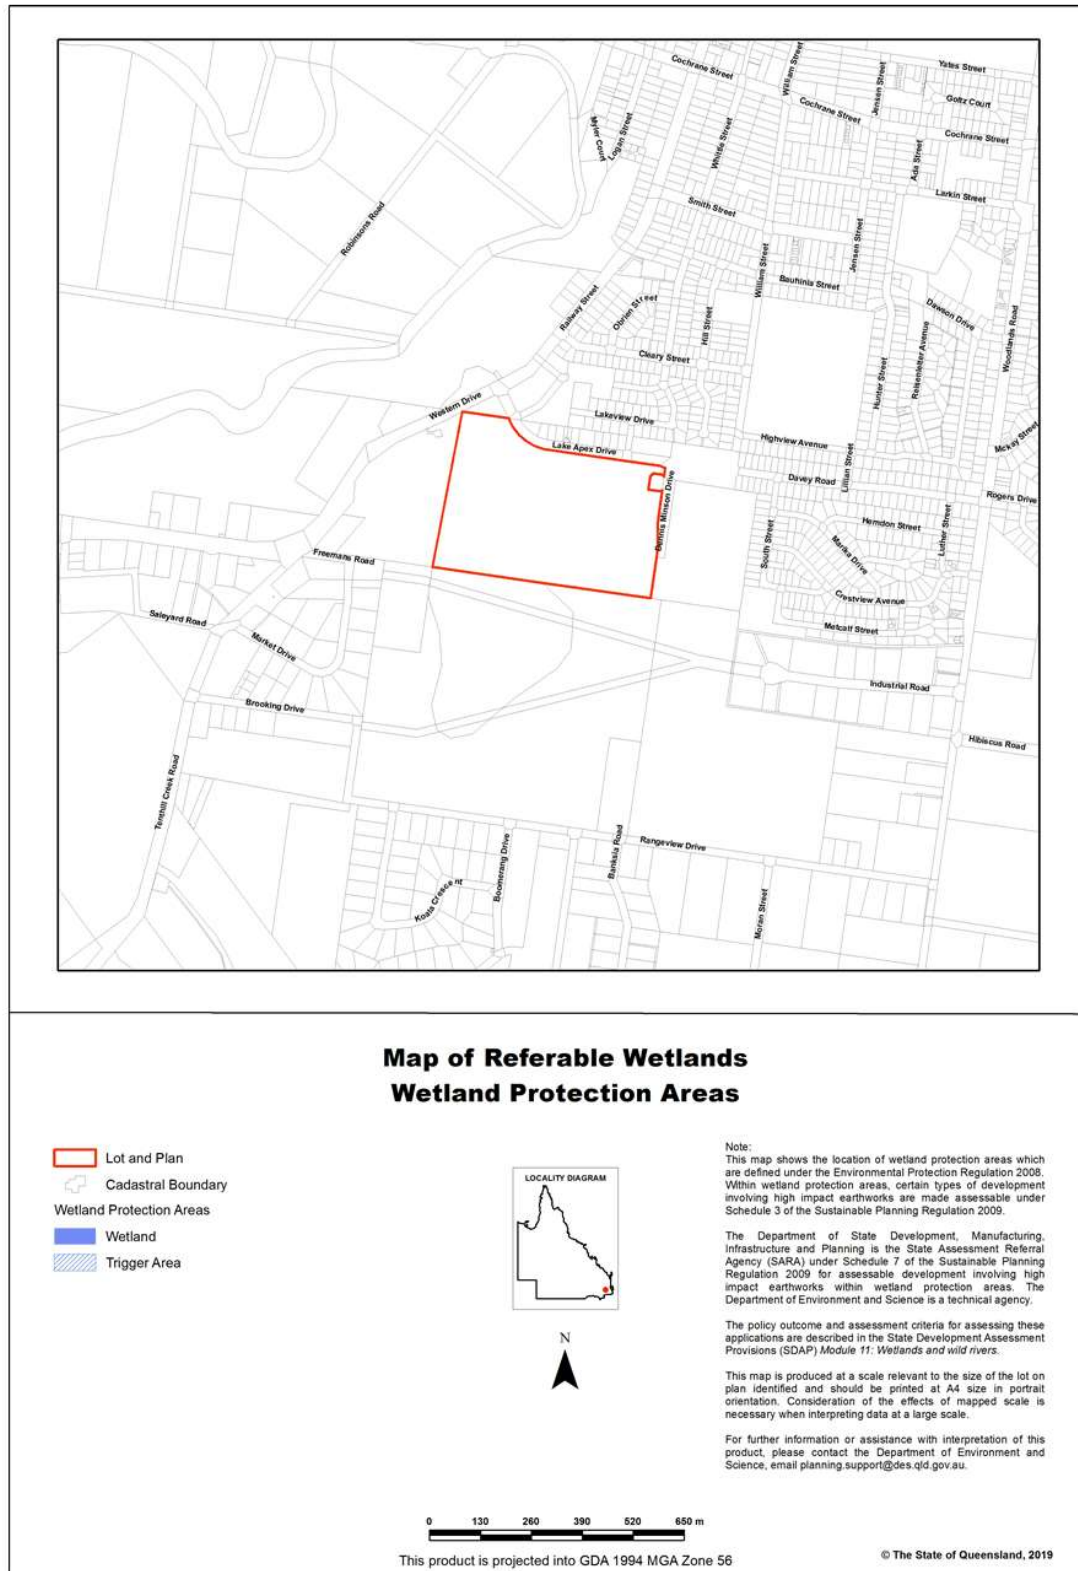 Yates Street
Cochrane Street
William Street
Jensen Street
Goltz Court
Cochrane Street
Cochrane Street
Myler Court
Logan Street
Whittle Street
Ada Street
Larkin Street
Robinsons Road
Smith Street
Jensen Street
William Street
Bauhinia Street
Railway Street
Obrien Street
Hill Street
Dawson Drive
Woodlands Road
Cleary Street
Reisenleiter Avenue
Hunter Street
Western Drive
Lakeview Drive
Highview Avenue
Mckay Street
Lake Apex Drive
Lillian Street
Davey Road
Rogers Drive
Dennis Minson Drive
Herndon Street
Luther Street
South Street
Marika Drive
Freemans Road
Crestview Avenue
Saleyard Road
Metcalf Street
Market Drive
Industrial Road
Brooking Drive
Hibiscus Road
Tenthill Creek Road
Rangeview Drive
Banksia Road
Boomerang Drive
Koala Crescent
Moran Street
Map of Referable Wetlands
Wetland Protection Areas
Lot and Plan
Cadastral Boundary
Wetland Protection Areas
Wetland
Trigger Area
LOCALITY DIAGRAM
N
Note:
This map shows the location of wetland protection areas which
are defined under the Environmental Protection Regulation 2008.
Within wetland protection areas, certain types of development
involving high impact earthworks are made assessable under
Schedule 3 of the Sustainable Planning Regulation 2009.
The Department of State Development, Manufacturing,
Infrastructure and Planning is the State Assessment Referral
Agency (SARA) under Schedule 7 of the Sustainable Planning
Regulation 2009 for assessable development involving high
impact earthworks within wetland protection areas. The
Department of Environment and Science is a technical agency.
The policy outcome and assessment criteria for assessing these
applications are described in the State Development Assessment
Provisions (SDAP) Module 11: Wetlands and wild rivers.
This map is produced at a scale relevant to the size of the lot on
plan identified and should be printed at A4 size in portrait
orientation. Consideration of the effects of mapped scale is
necessary when interpreting data at a large scale.
For further information or assistance with interpretation of this
product, please contact the Department of Environment and
Science, email planning.support@des.qld.gov.au.
0 130 260 390 520 650 m
This product is projected into GDA 1994 MGA Zone 56
© The State of Queensland, 2019